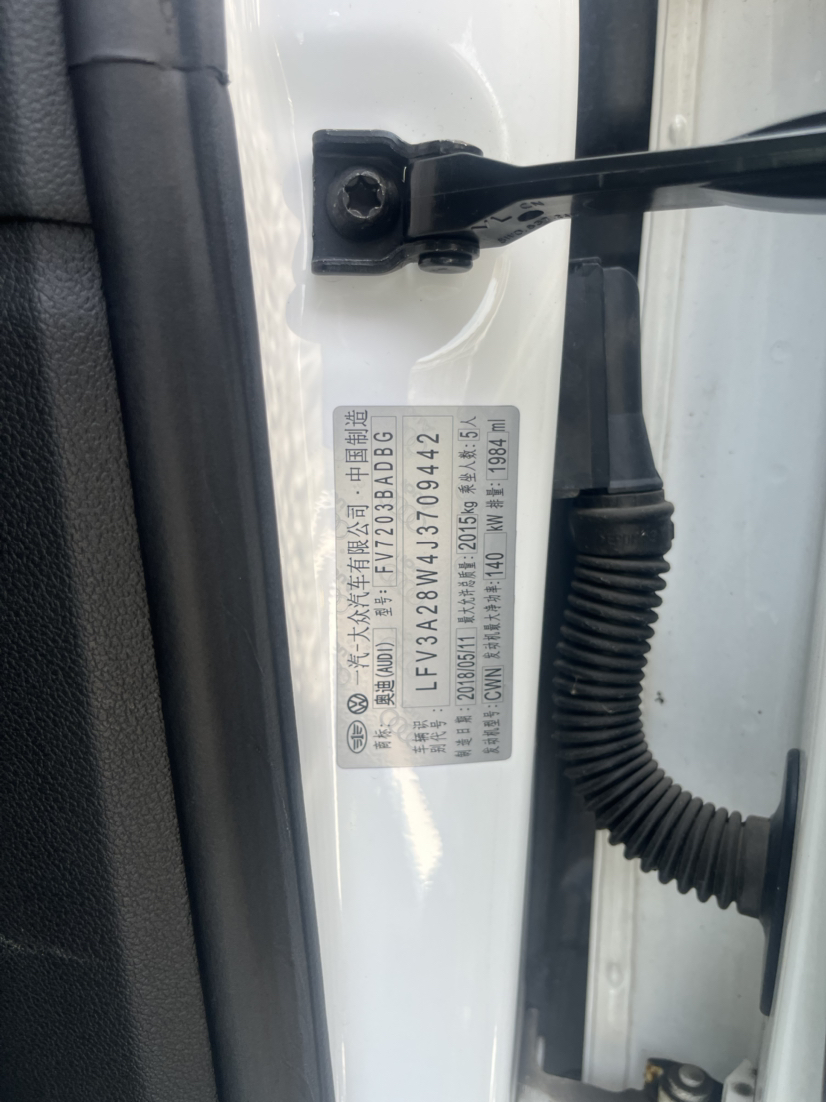 一汽-大众汽车有限公司·中国制造
商标: 奥迪(AUDI) 型号: FV7203BADBG
车辆识
别代号: LFV3A28W4J3709442
制造日期: 2018/05/11 最大允许总质量: 2015kg 乘坐人数: 5人
发动机型号: CWN 发动机最大净功率: 140 kW 排量: 1984 ml